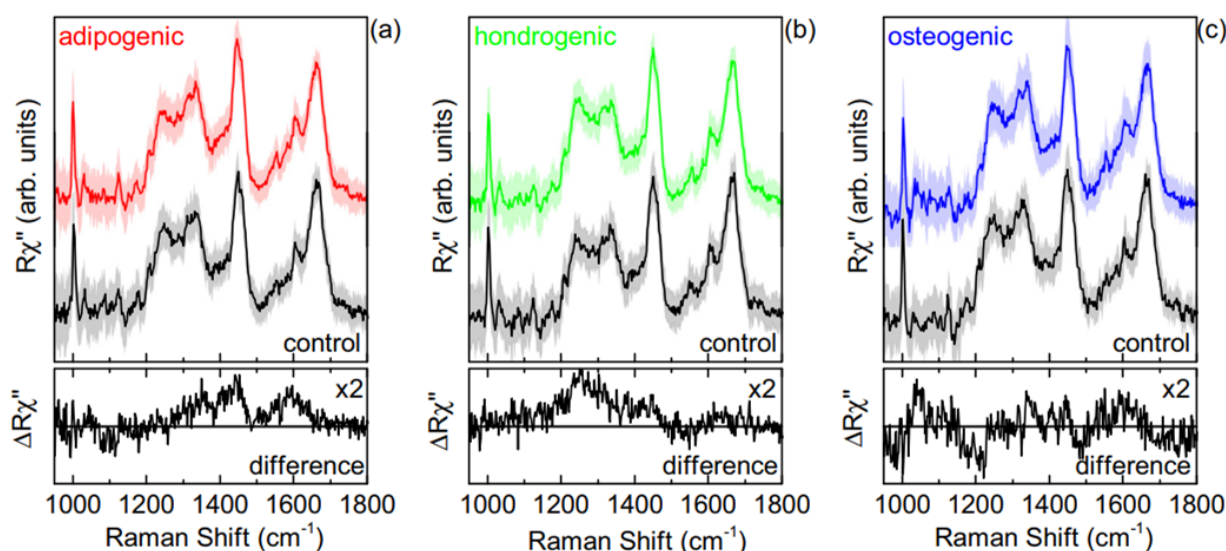 adipogenic (a)
Rχ" (arb. units)
control
ΔRχ"
x2
difference
1000 1200 1400 1600 1800
Raman Shift (cm⁻¹)
hondrogenic (b)
Rχ" (arb. units)
control
ΔRχ"
x2
difference
1000 1200 1400 1600 1800
Raman Shift (cm⁻¹)
osteogenic (c)
Rχ" (arb. units)
control
ΔRχ"
x2
difference
1000 1200 1400 1600 1800
Raman Shift (cm⁻¹)